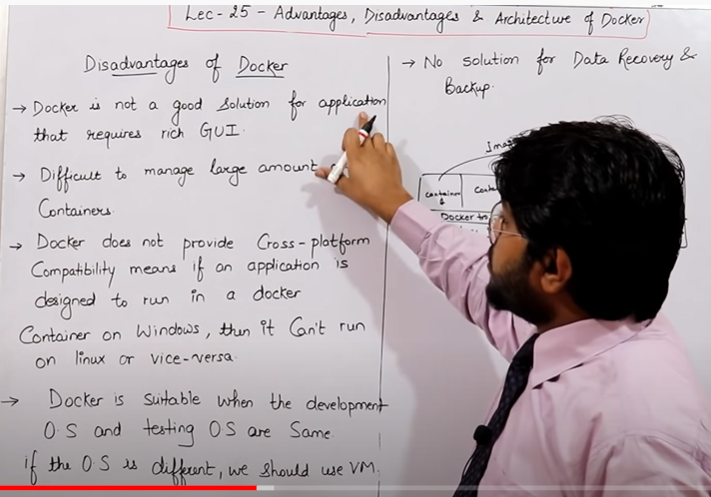 Lec-25 - Advantages, Disadvantages & Architecture of Docker
Disadvantages of Docker
→ Docker is not a good solution for application
that requires rich GUI.
→ Difficult to manage large amount
Containers.
→ Docker does not provide Cross-platform
Compatibility means if an application is
designed to run in a docker
Container on Windows, then it Can't run
on linux or vice-versa.
→ Docker is suitable when the development
O.S and testing OS are Same.
if the O.S is different, we should use VM.
→ No solution for Data Recovery &
Backup.
Container
Docker